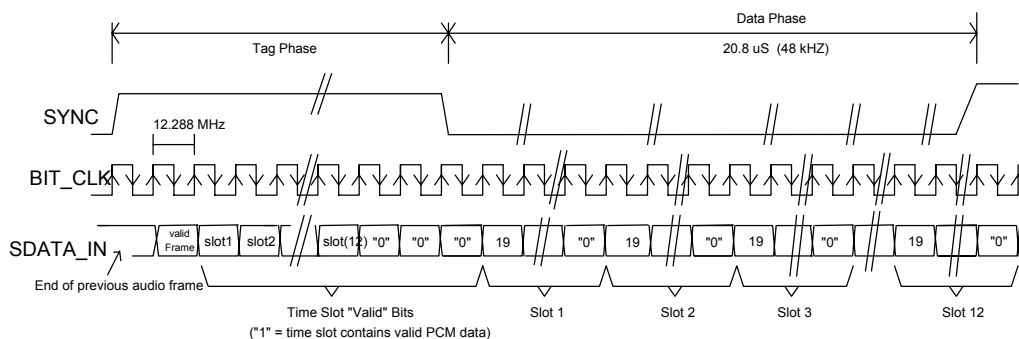 Data Phase
Tag Phase
20.8 uS (48 kHZ)
SYNC
12.288 MHz
BIT_CLK
SDATA_IN
valid Frame
slot1
slot2
slot(12)
"0"
"0"
"0"
19
"0"
19
"0"
19
"0"
19
"0"
End of previous audio frame
Time Slot "Valid" Bits
Slot 1
Slot 2
Slot 3
Slot 12
("1" = time slot contains valid PCM data)